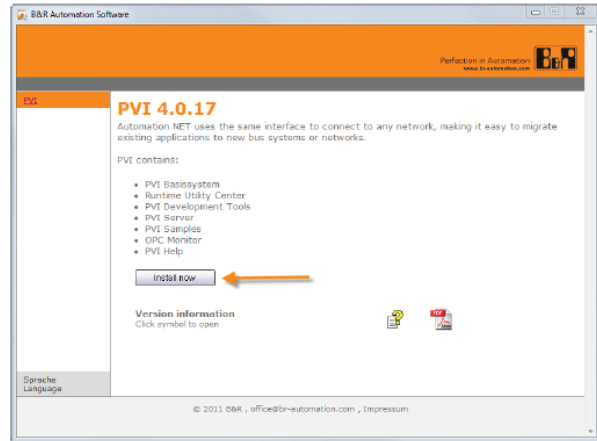 B&R Automation Software
Perfection in Automation
www.br-automation.com
B&R
PVI
PVI 4.0.17
Automation NET uses the same interface to connect to any network, making it easy to migrate
existing applications to new bus systems or networks.
PVI contains:
PVI Basissystem
Runtime Utility Center
PVI Development Tools
PVI Server
PVI Samples
OPC Monitor
PVI Help
Install now
Version information
Click symbol to open
Sprache
Language
© 2011 B&R , office@br-automation.com , Impressum